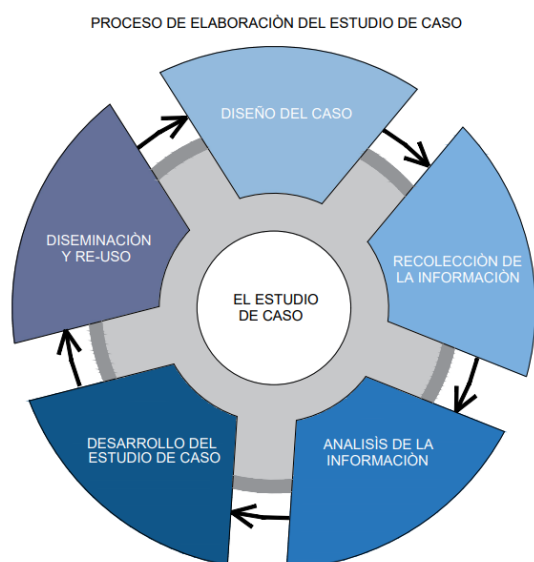 PROCESO DE ELABORACIÒN DEL ESTUDIO DE CASO
DISEÑO DEL CASO
RECOLECCIÒN DE
LA INFORMACIÒN
ANALISÌS DE LA
INFORMACIÒN
DESARROLLO DEL
ESTUDIO DE CASO
DISEMINACIÒN
Y RE-USO
EL ESTUDIO
DE CASO